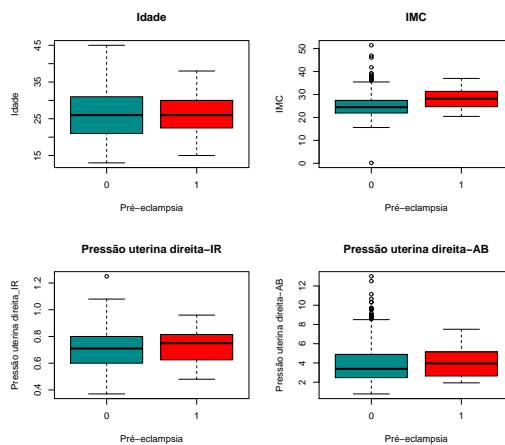 Idade
IMC
Idade
15
25
35
45
0
1
Pré−eclampsia
IMC
0
10
20
30
40
50
0
1
Pré−eclampsia
Pressão uterina direita−IR
Pressão uterina direita−AB
Pressão uterina direita_IR
0.4
0.6
0.8
1.0
1.2
0
1
Pré−eclampsia
Pressão uterina direita−AB
2
4
6
8
12
0
1
Pré−eclampsia